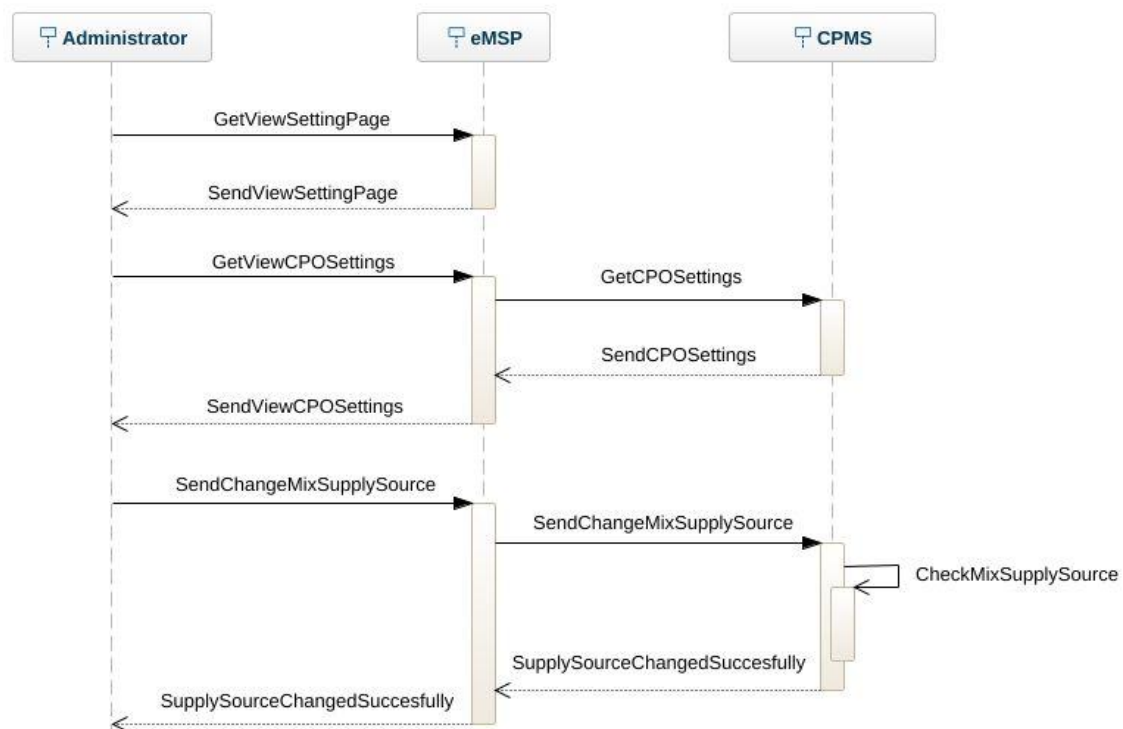 Administrator
eMSP
CPMS
GetViewSettingPage
SendViewSettingPage
GetViewCPOSettings
GetCPOSettings
SendCPOSettings
SendViewCPOSettings
SendChangeMixSupplySource
SendChangeMixSupplySource
CheckMixSupplySource
SupplySourceChangedSuccesfully
SupplySourceChangedSuccesfully